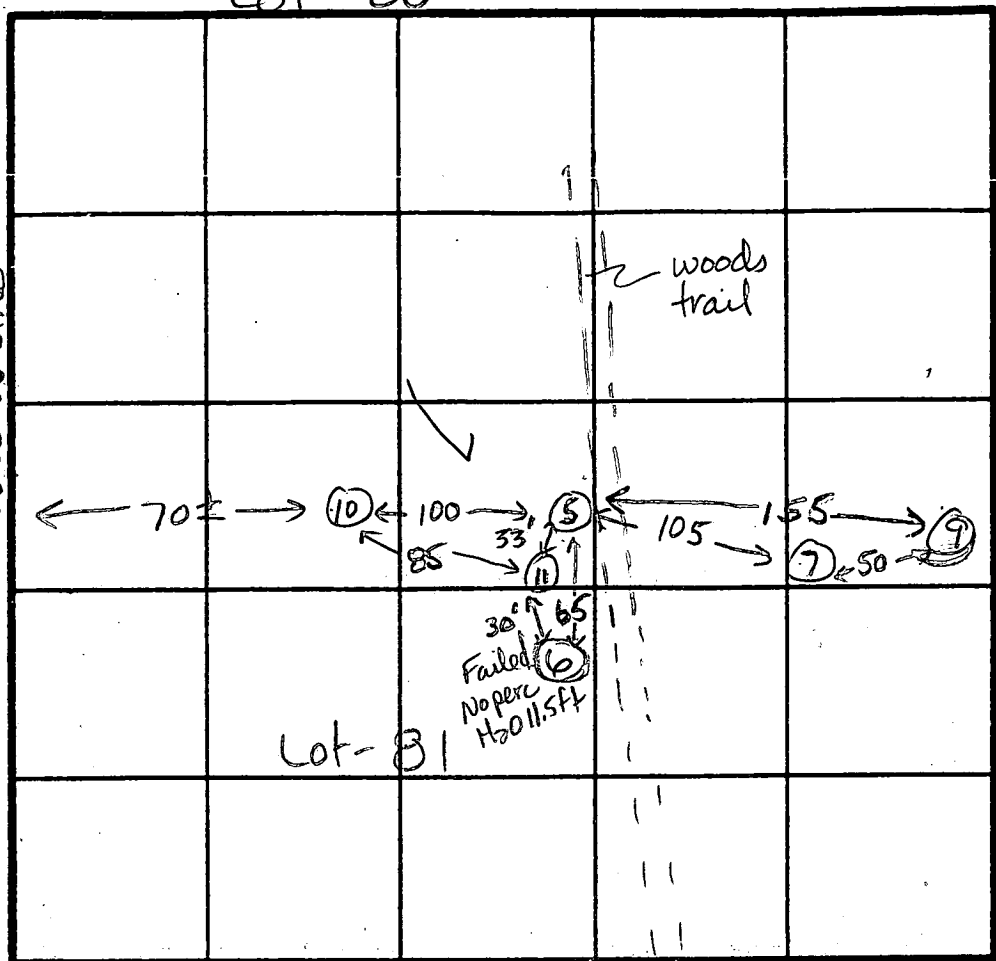 woods
trail
70± 10 100 5 155 9
33'
105
85 11 7 50
30' 65
Failed 6
No perc
H2O 11.5ft
Lot - 81